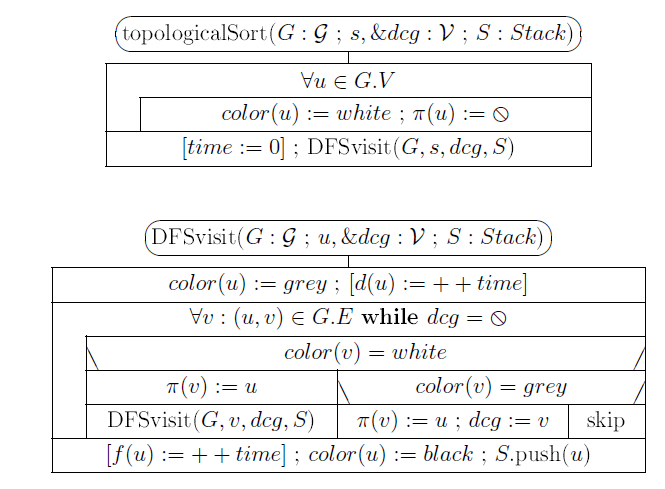 topologicalSort(G : 𝒢 ; s, &dcg : 𝒱 ; S : Stack)
∀u ∈ G.V
color(u) := white ; π(u) := ⦸
[time := 0] ; DFSvisit(G, s, dcg, S)
DFSvisit(G : 𝒢 ; u, &dcg : 𝒱 ; S : Stack)
color(u) := grey ; [d(u) := + + time]
∀v : (u, v) ∈ G.E while dcg = ⦸
color(v) = white
π(v) := u color(v) = grey
DFSvisit(G, v, dcg, S) π(v) := u ; dcg := v skip
[f(u) := + + time] ; color(u) := black ; S.push(u)